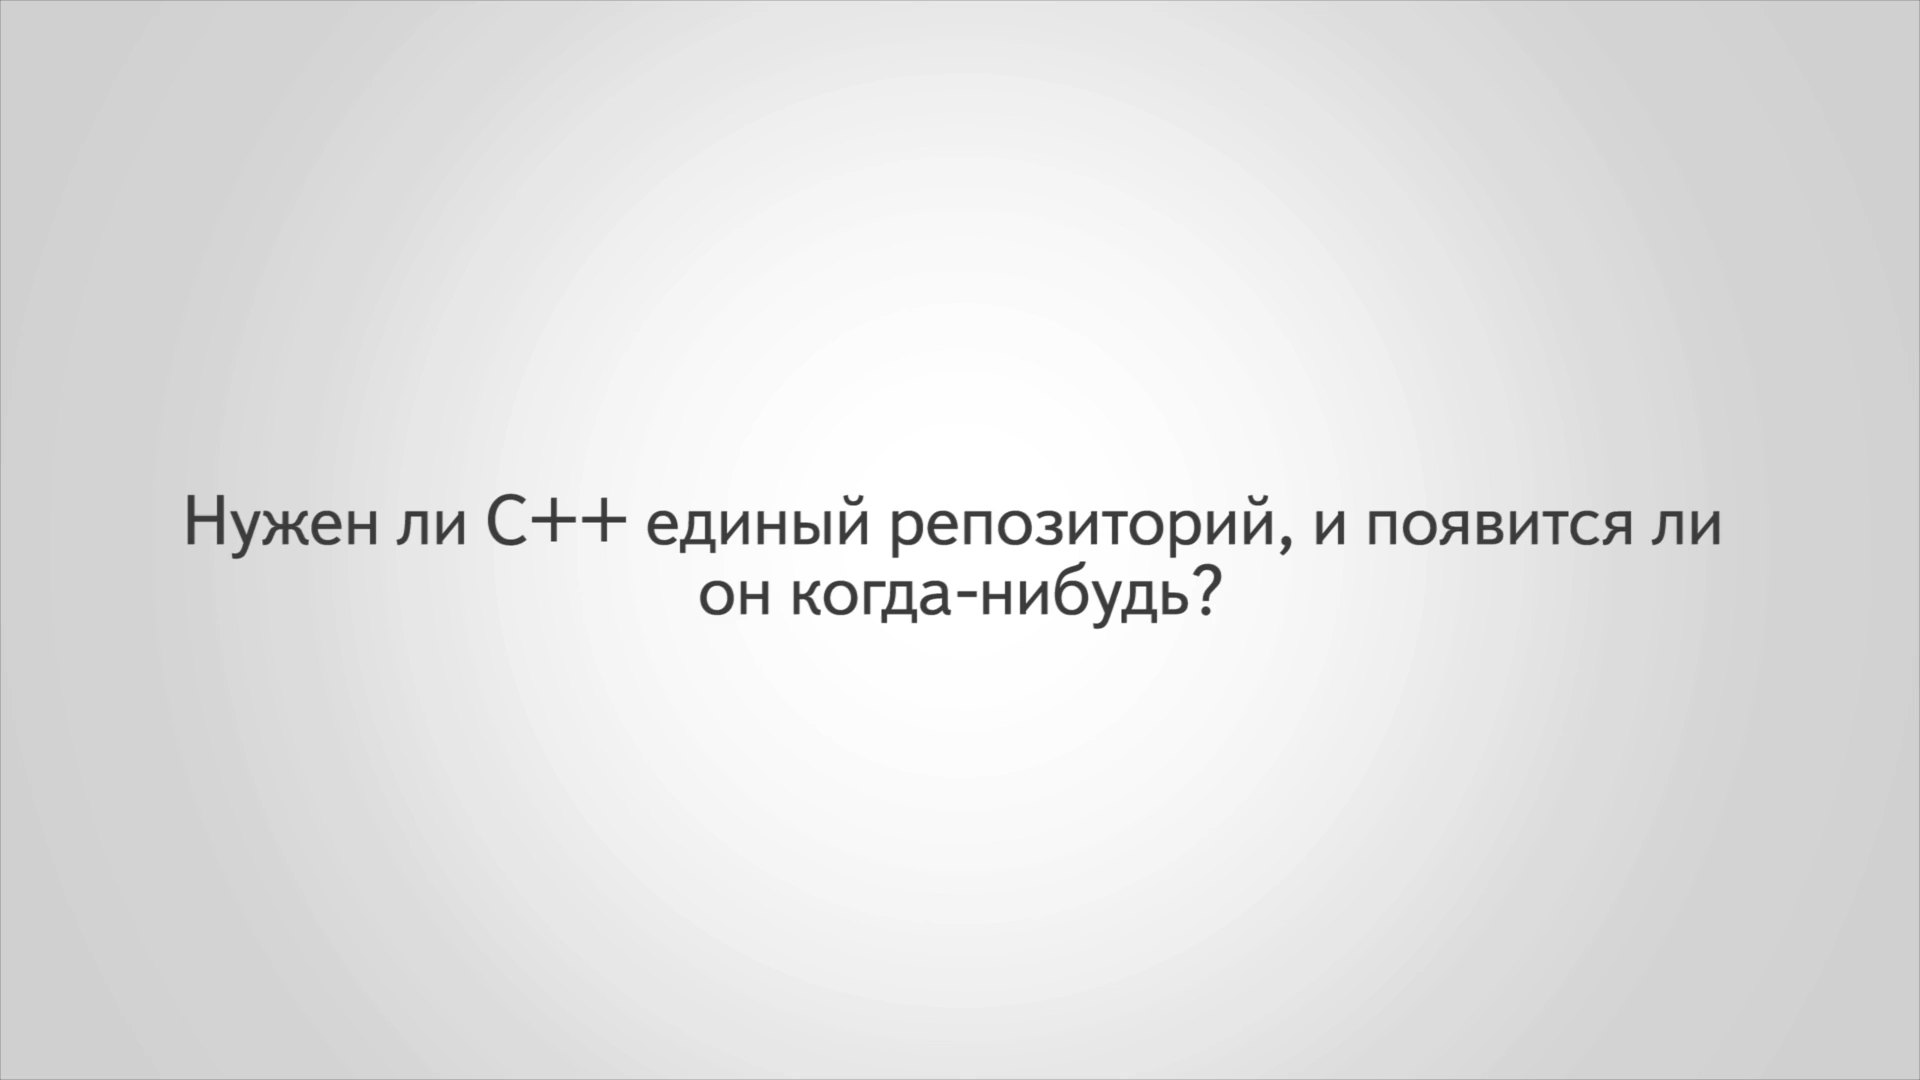 Нужен ли C++ единый репозиторий, и появится ли
он когда-нибудь?